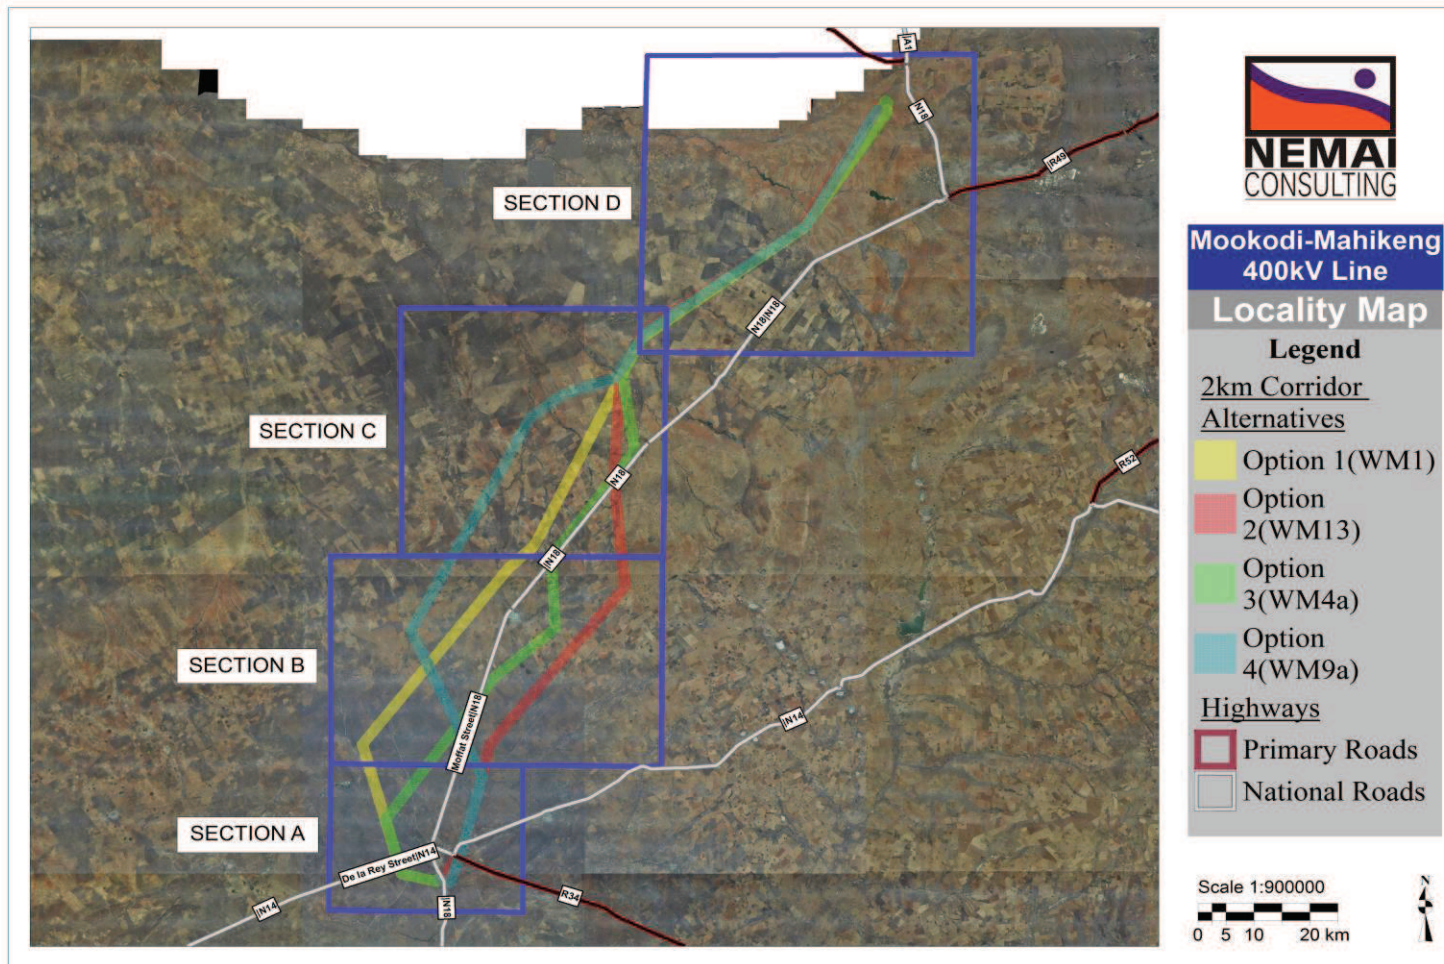 A1
N18
R49
SECTION D
N18|N18
SECTION C
N18
R52
|N18
SECTION B
Moffat Street|N18
|N14
SECTION A
De la Rey Street|N14
R34
|N14
|N18
NEMAI
CONSULTING
Mookodi-Mahikeng
400kV Line
Locality Map
Legend
2km Corridor
Alternatives
Option 1(WM1)
Option
2(WM13)
Option
3(WM4a)
Option
4(WM9a)
Highways
Primary Roads
National Roads
Scale 1:900000
0 5 10 20 km
N